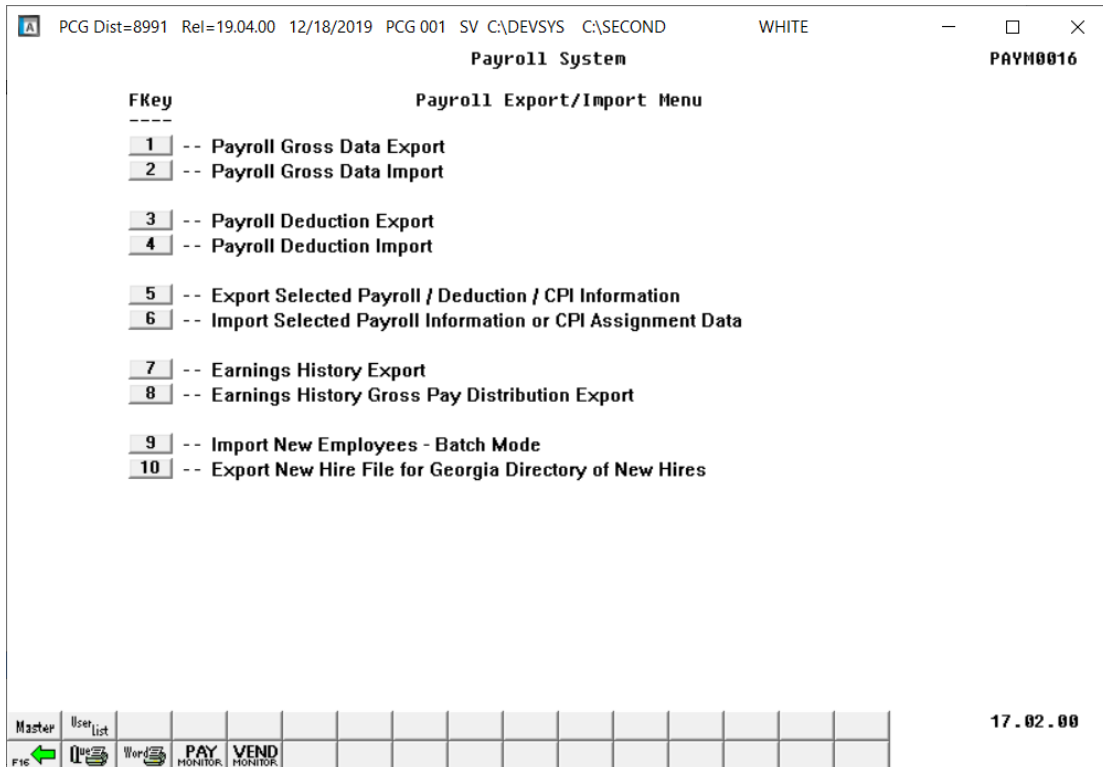 A PCG Dist=8991 Rel=19.04.00 12/18/2019 PCG 001 SV C:\DEVSYS C:\SECOND WHITE
Payroll System PAYM0016
FKey Payroll Export/Import Menu
----
1 -- Payroll Gross Data Export
2 -- Payroll Gross Data Import
3 -- Payroll Deduction Export
4 -- Payroll Deduction Import
5 -- Export Selected Payroll / Deduction / CPI Information
6 -- Import Selected Payroll Information or CPI Assignment Data
7 -- Earnings History Export
8 -- Earnings History Gross Pay Distribution Export
9 -- Import New Employees - Batch Mode
10 -- Export New Hire File for Georgia Directory of New Hires
Master User List 17.02.00
F16 Que Word PAY MONITOR VEND MONITOR